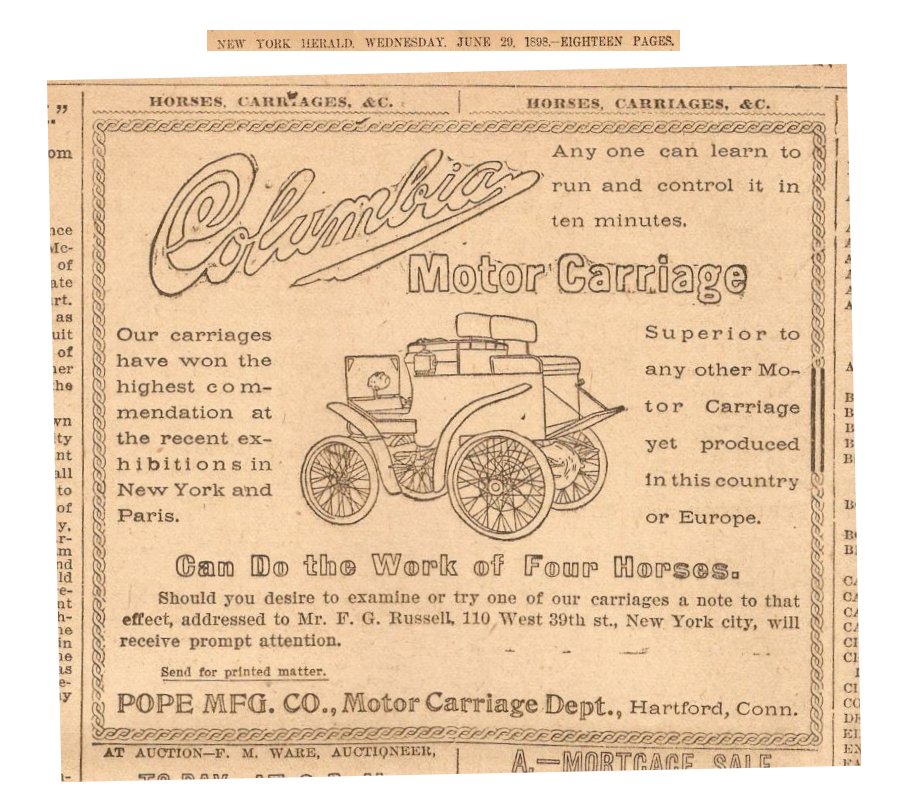 NEW YORK HERALD, WEDNESDAY, JUNE 29, 1898.—EIGHTEEN PAGES.
HORSES, CARRIAGES, &C.
HORSES, CARRIAGES, &C.
Columbia
Any one can learn to
run and control it in
ten minutes.
Motor Carriage
Our carriages
have won the
highest com-
mendation at
the recent ex-
hibitions in
New York and
Paris.
Superior to
any other Mo-
tor Carriage
yet produced
in this country
or Europe.
Can Do the Work of Four Horses.
Should you desire to examine or try one of our carriages a note to that
effect, addressed to Mr. F. G. Russell, 110 West 39th st., New York city, will
receive prompt attention.
Send for printed matter.
POPE MFG. CO., Motor Carriage Dept., Hartford, Conn.
AT AUCTION—F. M. WARE, AUCTIONEER,
A.—MORTGAGE SALE